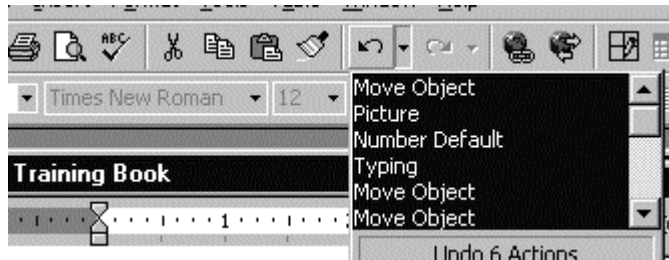 ABC
Times New Roman 12
Move Object
Picture
Number Default
Typing
Move Object
Move Object
Undo 6 Actions
Training Book
1